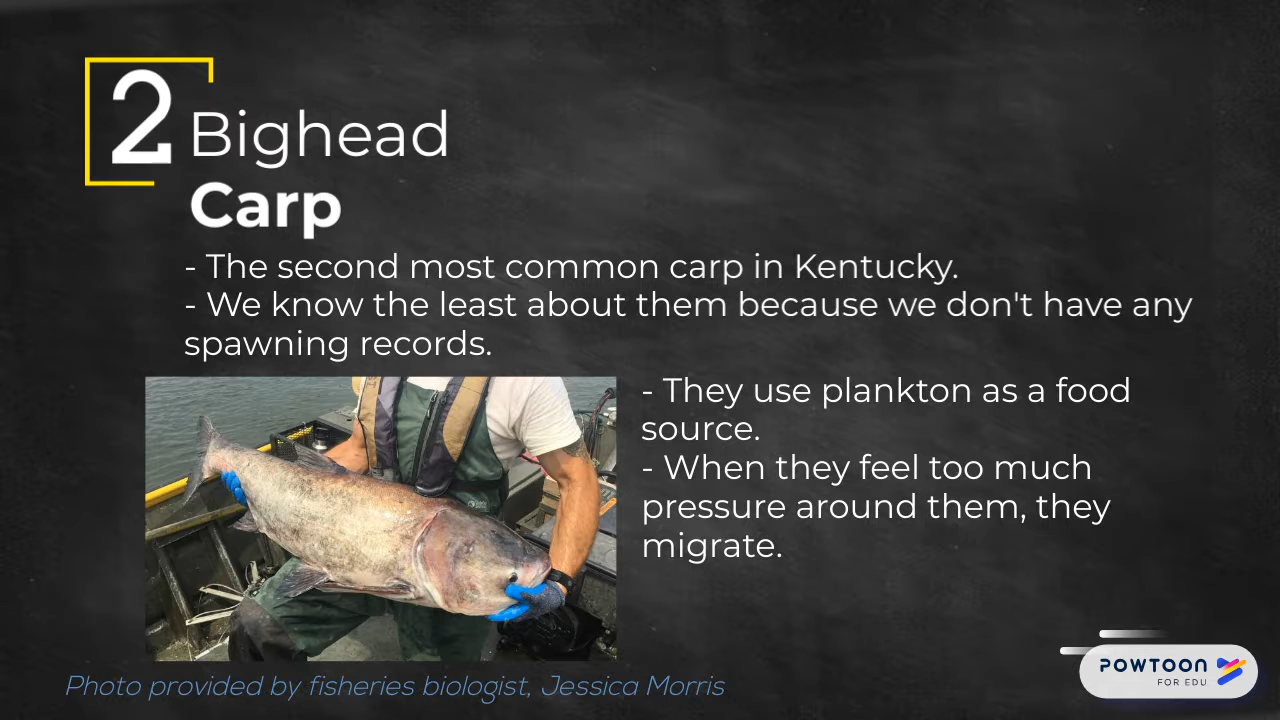 2
Bighead
Carp
- The second most common carp in Kentucky.
- We know the least about them because we don't have any
spawning records.
- They use plankton as a food
source.
- When they feel too much
pressure around them, they
migrate.
Photo provided by fisheries biologist, Jessica Morris
POWTOON
FOR EDU